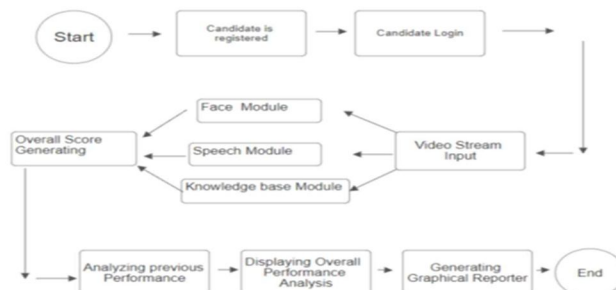 Start
Candidate is
registered
Candidate Login
Face Module
Speech Module
Knowledge base Module
Video Stream
Input
Overall Score
Generating
Analyzing previous
Performance
Displaying Overall
Performance
Analysis
Generating
Graphical Reporter
End